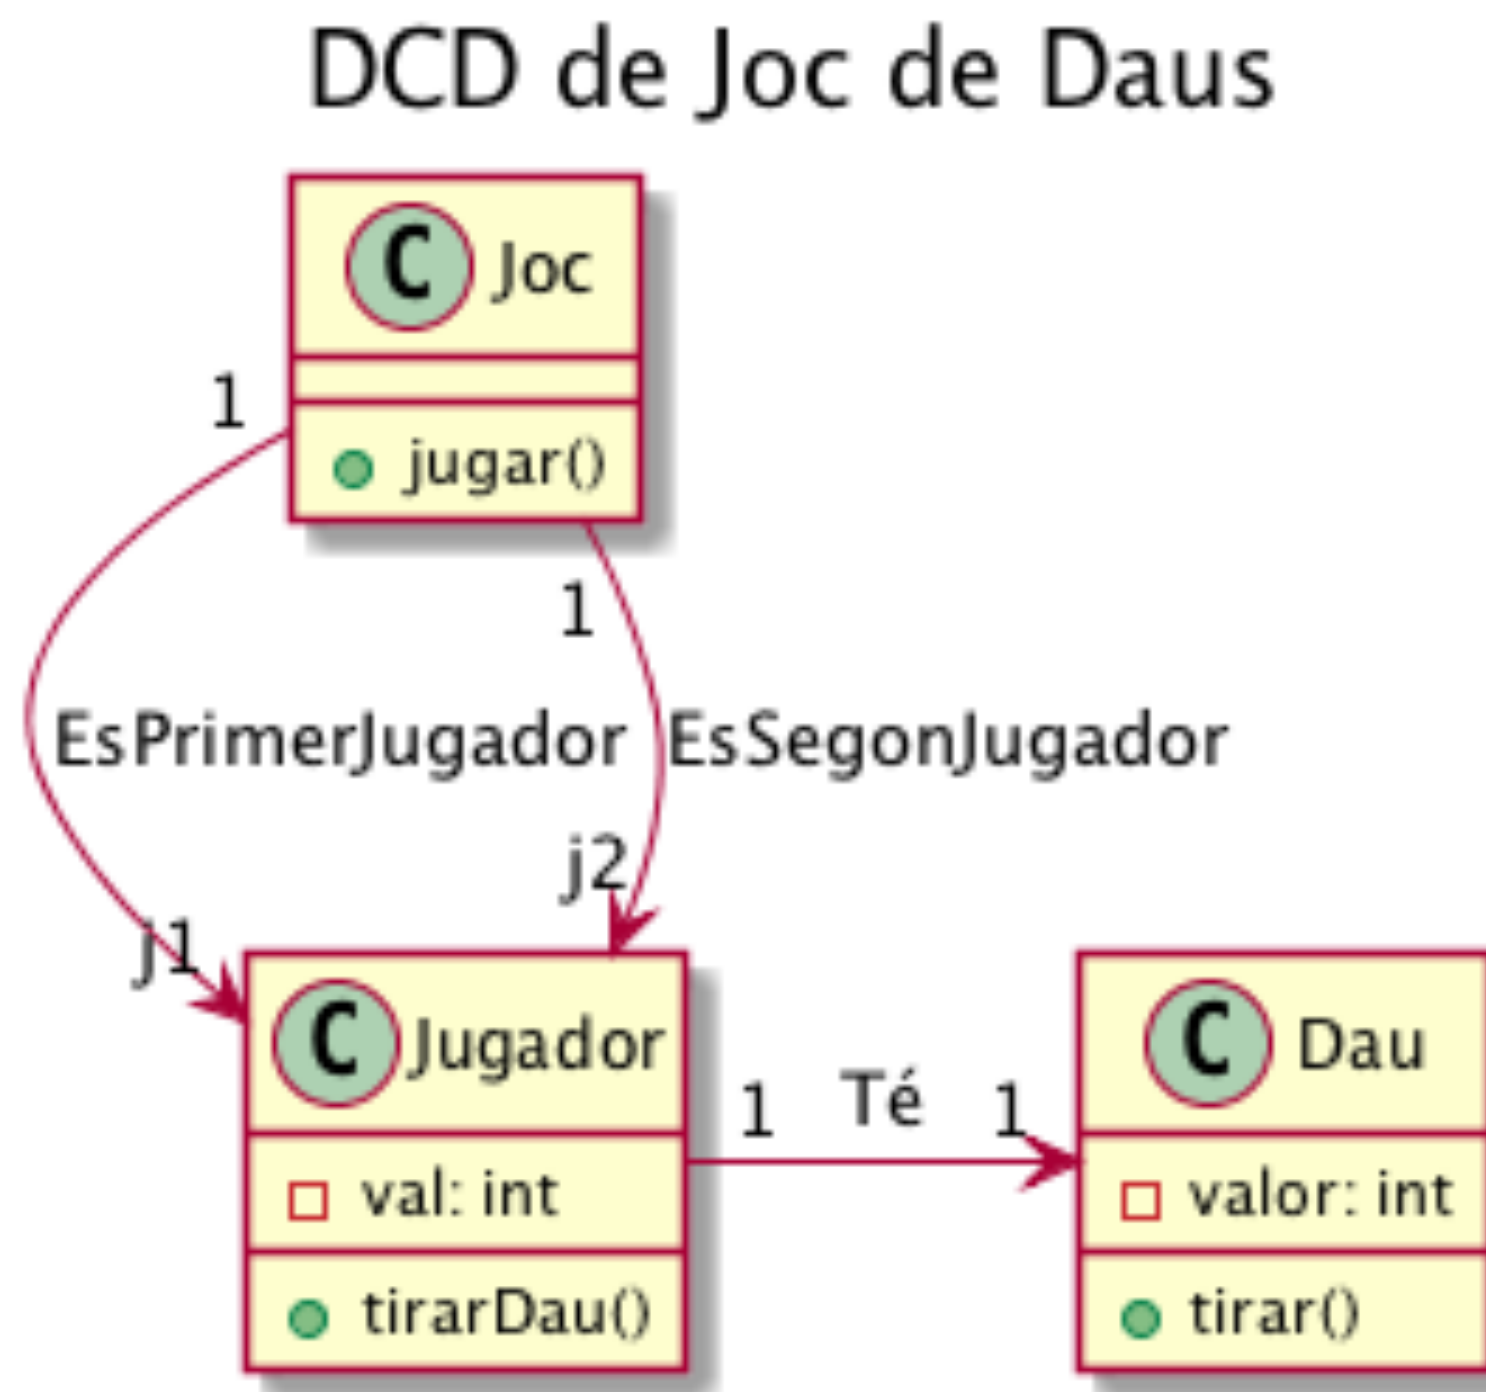 DCD de Joc de Daus
C Joc
jugar()
1
1
EsPrimerJugador
EsSegonJugador
j1
j2
C Jugador
val: int
tirarDau()
1 Té 1
C Dau
valor: int
tirar()